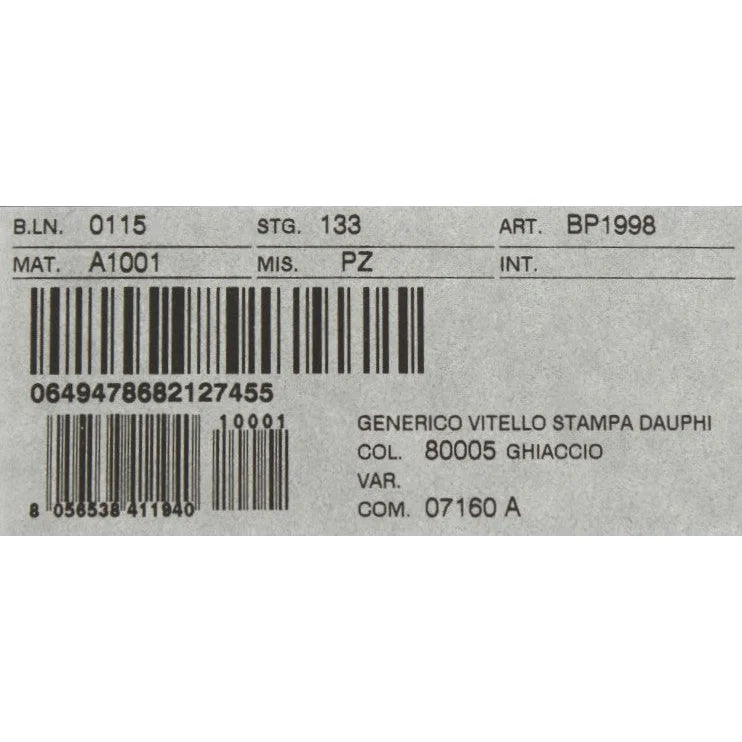 B.LN. 0115 STG. 133 ART. BP1998
MAT. A1001 MIS. PZ INT.
0649478682127455
10001
8 056538 411940
GENERICO VITELLO STAMPA DAUPHI
COL. 80005 GHIACCIO
VAR.
COM. 07160 A